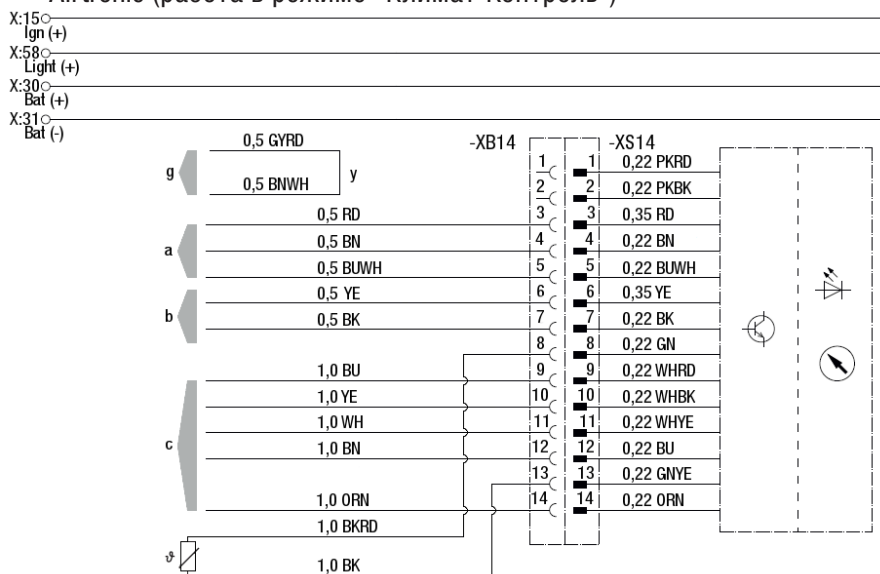 Airtronic (работа в режиме "Климат-Контроль")
X:15
Ign (+)
X:58
Light (+)
X:30
Bat (+)
X:31
Bat (-)
-XB14 -XS14
0,5 GYRD
g y
0,5 BNWH
1 1 0,22 PKRD
2 2 0,22 PKBK
0,5 RD 3 3 0,35 RD
a 0,5 BN 4 4 0,22 BN
0,5 BUWH 5 5 0,22 BUWH
0,5 YE 6 6 0,35 YE
b 0,5 BK 7 7 0,22 BK
8 8 0,22 GN
1,0 BU 9 9 0,22 WHRD
1,0 YE 10 10 0,22 WHBK
1,0 WH 11 11 0,22 WHYE
c 1,0 BN 12 12 0,22 BU
13 13 0,22 GNYE
1,0 ORN 14 14 0,22 ORN
1,0 BKRD
ϑ
1,0 BK